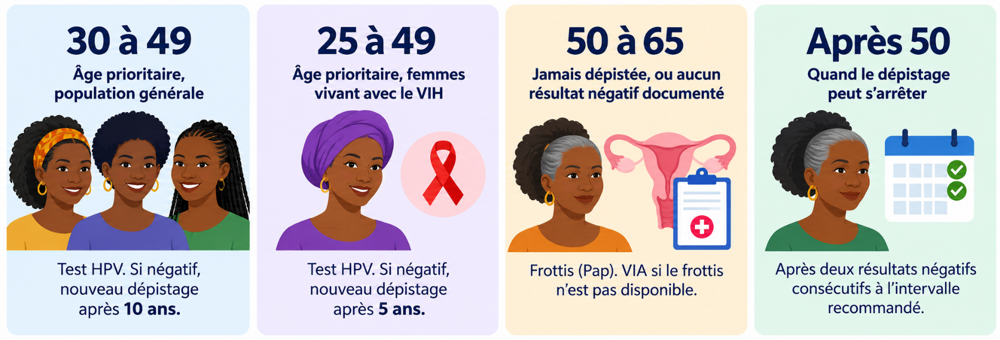 30 à 49
Âge prioritaire,
population générale
Test HPV. Si négatif,
nouveau dépistage
après 10 ans.
25 à 49
Âge prioritaire, femmes
vivant avec le VIH
Test HPV. Si négatif,
nouveau dépistage
après 5 ans.
50 à 65
Jamais dépistée, ou aucun
résultat négatif documenté
Frottis (Pap). VIA si le frottis
n’est pas disponible.
Après 50
Quand le dépistage
peut s’arrêter
Après deux résultats négatifs
consécutifs à l’intervalle
recommandé.